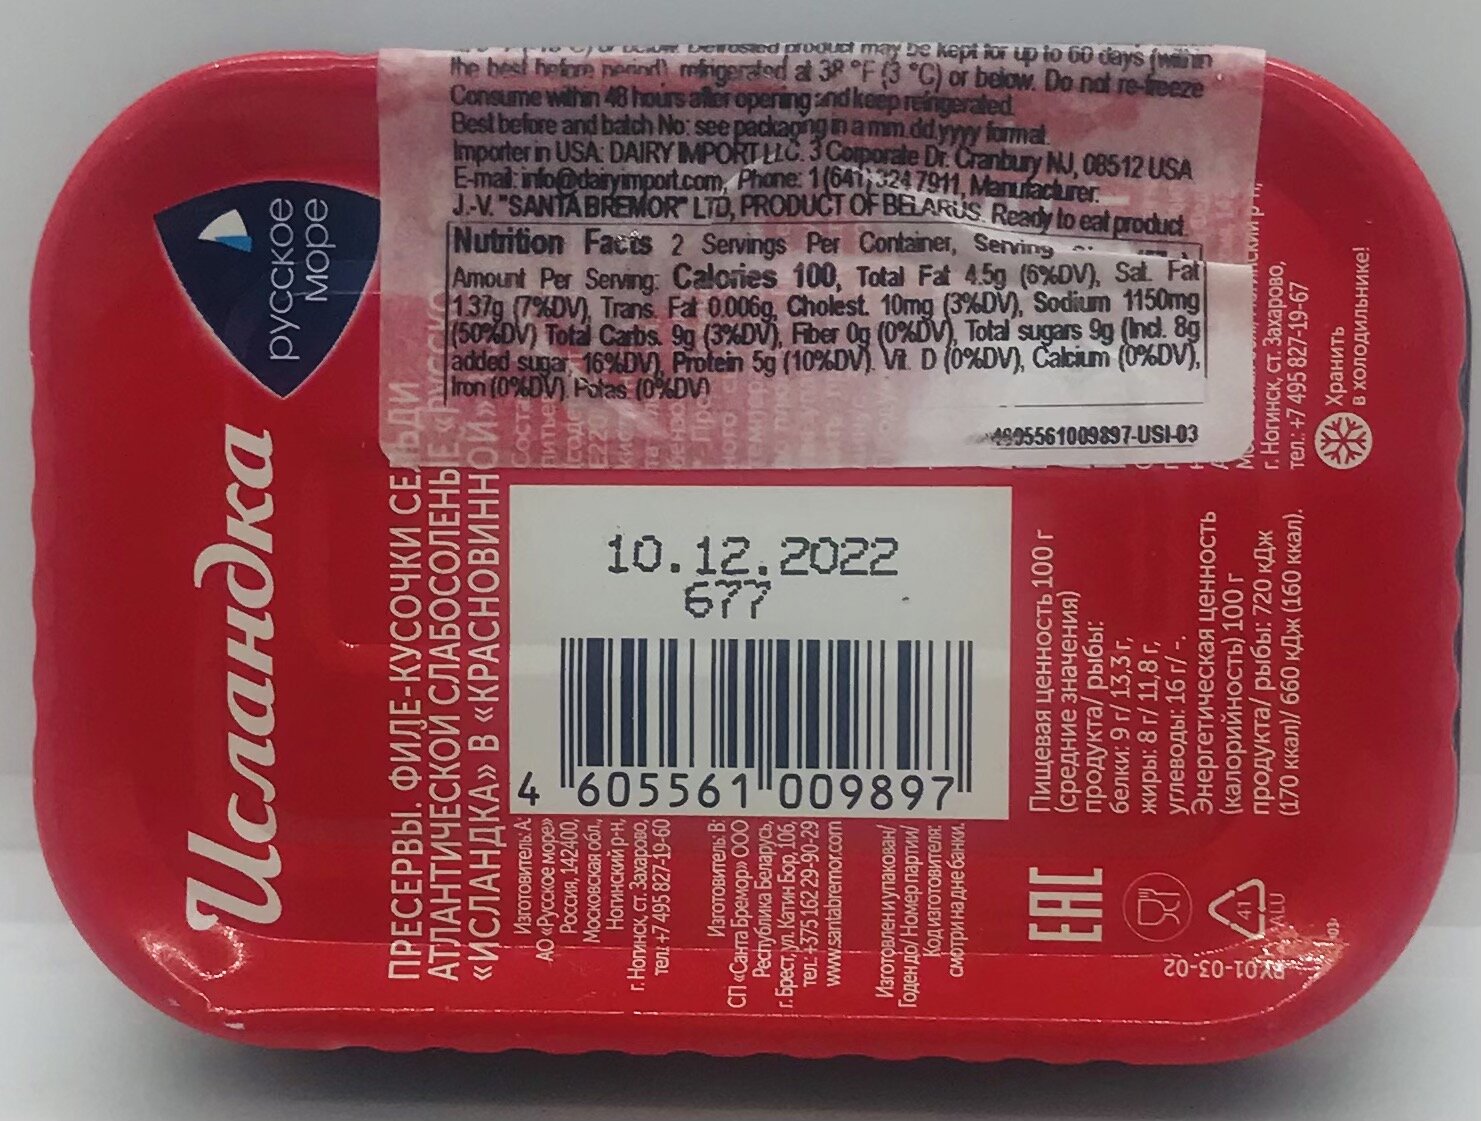 may be kept for up to 60 days (within
the best before period) refrigerated at 38 °F (3 °C) or below. Do not re-freeze
Consume within 48 hours after opening and keep refrigerated.
Best before and batch No: see packaging in a mm.dd.yyyy format.
Importer in USA: DAIRY IMPORT LLC. 3 Corporate Dr. Cranbury NJ, 08512 USA
E-mail: info@dairyimport.com, Phone: 1(641) 324 7911, Manufacturer:
J.-V. "SANTA BREMOR" LTD, PRODUCT OF BELARUS. Ready to eat product.
Nutrition Facts 2 Servings Per Container, Serving
Amount Per Serving: Calories 100, Total Fat 4.5g (6%DV), Sat. Fat
1.37g (7%DV), Trans. Fat 0.006g, Cholest. 10mg (3%DV), Sodium 1150mg
(50%DV) Total Carbs. 9g (3%DV), Fiber 0g (0%DV), Total sugars 9g (Incl. 8g
added sugar, 16%DV), Protein 5g (10%DV). Vit. D (0%DV), Calcium (0%DV),
Iron (0%DV). Potas. (0%DV)
4605561009897-USI-03
русское
море
Исландка
ПРЕСЕРВЫ. ФИЛЕ-КУСОЧКИ СЕЛЬДИ
АТЛАНТИЧЕСКОЙ СЛАБОСОЛЕНЫЕ «РУССКО
«ИСЛАНДКА» В «КРАСНОВИННОЙ»
10.12.2022
677
4 605561 009897
Изготовитель А:
АО «Русское море»
Россия, 142400,
Московская обл.,
Ногинский р-н,
г. Ногинск, ст. Захарово,
тел.: +7 495 827-19-60
Изготовитель В:
СП «Санта Бремор» ООО
Республика Беларусь,
г. Брест, ул. Катин Бор, 106,
тел.: +375 162 29-90-29
www.santabremor.com
Изготовлен и упакован/
Годен до/ Номер партии/
Код изготовителя:
смотри на дне банки.
Пищевая ценность 100 г
(средние значения)
продукта/ рыбы:
белки: 9 г/ 13,3 г,
жиры: 8 г/ 11,8 г,
углеводы: 16 г/ -.
Энергетическая ценность
(калорийность) 100 г
продукта/ рыбы: 720 кДж
(170 ккал)/ 660 кДж (160 ккал).
г. Ногинск, ст. Захарово,
тел.: +7 495 827-19-67
Хранить
в холодильнике!
EAC
41
ALU
РХ01-03-02